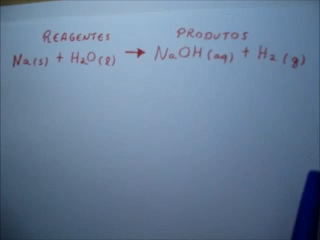 REAGENTES PRODUTOS
Na(s) + H2O(l) → NaOH(aq) + H2(g)